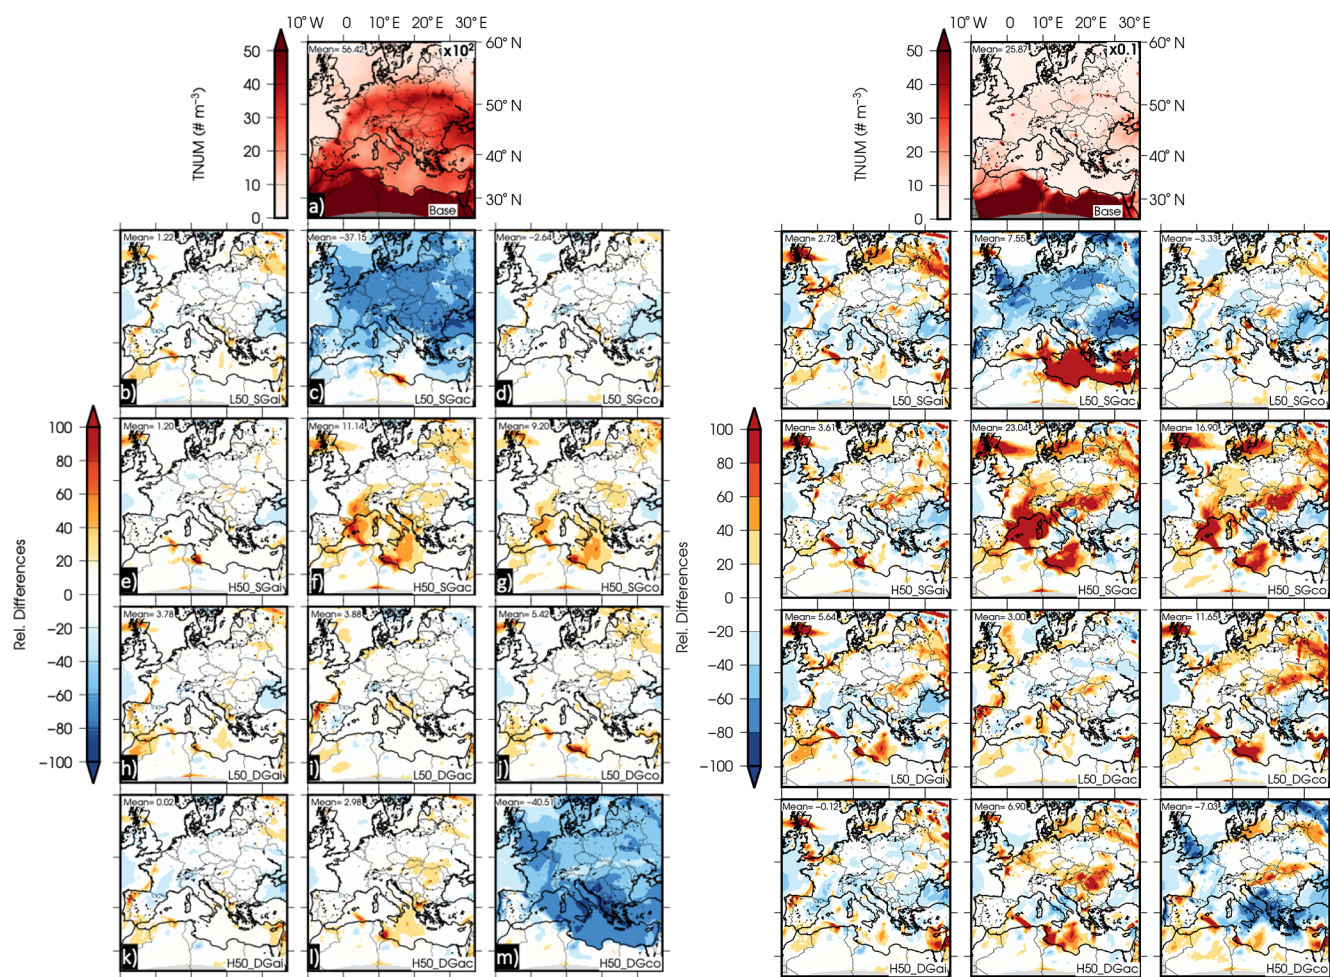 10° W 0 10° E 20° E 30° E
10° W 0 10° E 20° E 30° E
TNUM (# m⁻³)
50
40
30
20
10
0
Mean= 56.42
x10²
a)
Base
60° N
50° N
40° N
30° N
TNUM (# m⁻³)
50
40
30
20
10
0
Mean= 25.87
x0.1
Base
60° N
50° N
40° N
30° N
Mean= 1.22
b)
L50_SGai
Mean= −37.15
c)
L50_SGac
Mean= −2.64
d)
L50_SGco
Mean= 2.72
L50_SGai
Mean= 7.55
L50_SGac
Mean= −3.33
L50_SGco
Rel. Differences
100
80
60
40
20
0
−20
−40
−60
−80
−100
Mean= 1.20
e)
H50_SGai
Mean= 11.14
f)
H50_SGac
Mean= 9.20
g)
H50_SGco
Rel. Differences
100
80
60
40
20
0
−20
−40
−60
−80
−100
Mean= 3.61
H50_SGai
Mean= 23.04
H50_SGac
Mean= 16.90
H50_SGco
Mean= 3.78
h)
L50_DGai
Mean= 3.88
i)
L50_DGac
Mean= 5.42
j)
L50_DGco
Mean= 5.64
L50_DGai
Mean= 3.00
L50_DGac
Mean= 11.65
L50_DGco
Mean= 0.02
k)
H50_DGai
Mean= 2.98
l)
H50_DGac
Mean= −40.51
m)
H50_DGco
Mean= −0.12
H50_DGai
Mean= 6.90
H50_DGac
Mean= −7.03
H50_DGco